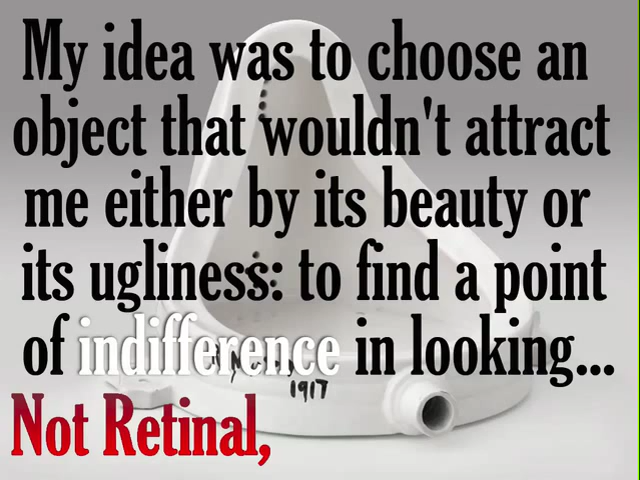 My idea was to choose an
object that wouldn't attract
me either by its beauty or
its ugliness: to find a point
of indifference in looking...
1917
Not Retinal,